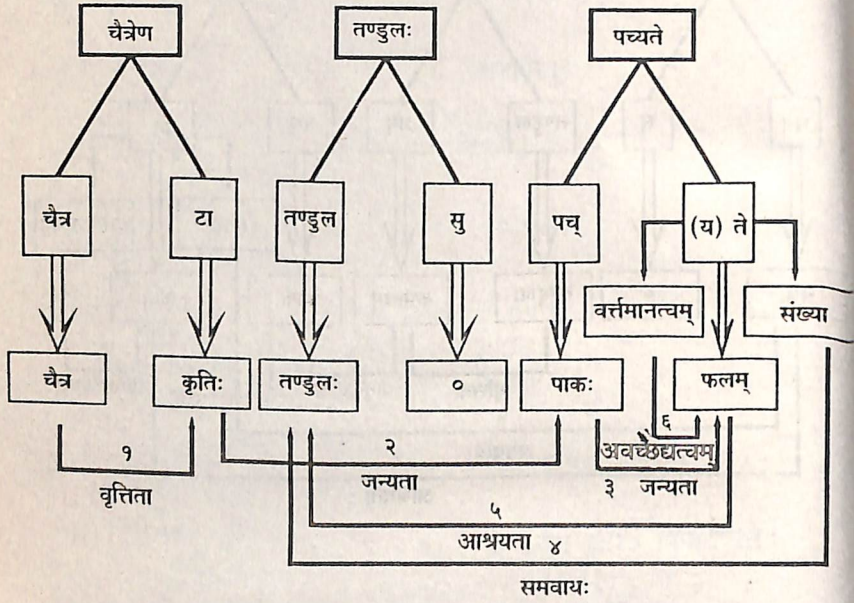 चैत्रेण तण्डुलः पच्यते
चैत्र टा तण्डुल सु पच् (य) ते
वर्त्तमानत्वम् संख्या
चैत्र कृतिः तण्डुलः ० पाकः फलम्
६
१ २ अवच्छेद्यत्वम्
वृत्तिता जन्यता ३ जन्यता
५
आश्रयता ४
समवायः